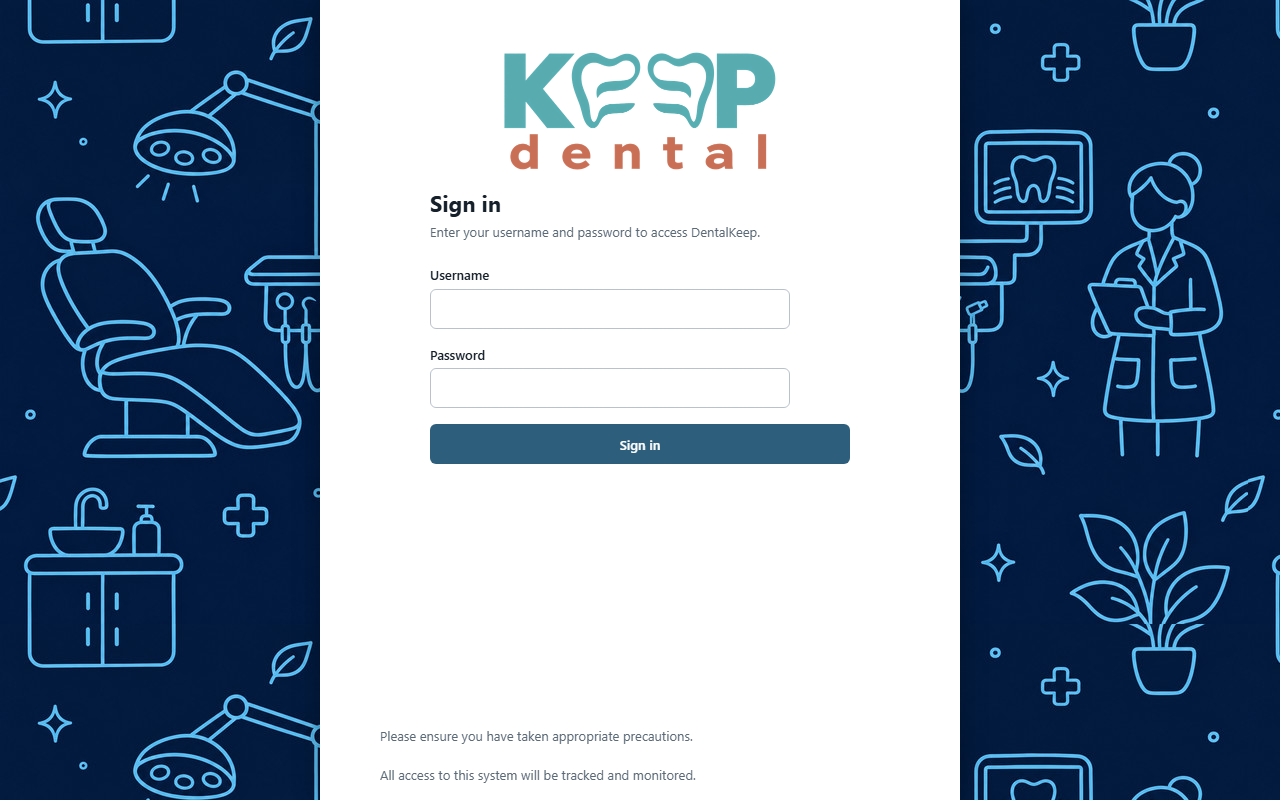 KEEP
dental
Sign in
Enter your username and password to access DentalKeep.
Username
Password
Sign in
Please ensure you have taken appropriate precautions.
All access to this system will be tracked and monitored.